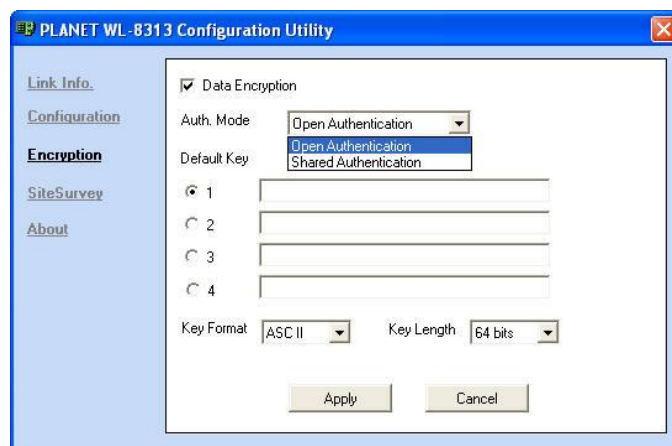 PLANET WL-8313 Configuration Utility
Link Info.
Configuration
Encryption
SiteSurvey
About
Data Encryption
Auth. Mode
Open Authentication
Open Authentication
Shared Authentication
Default Key
1
2
3
4
Key Format
ASC II
Key Length
64 bits
Apply
Cancel